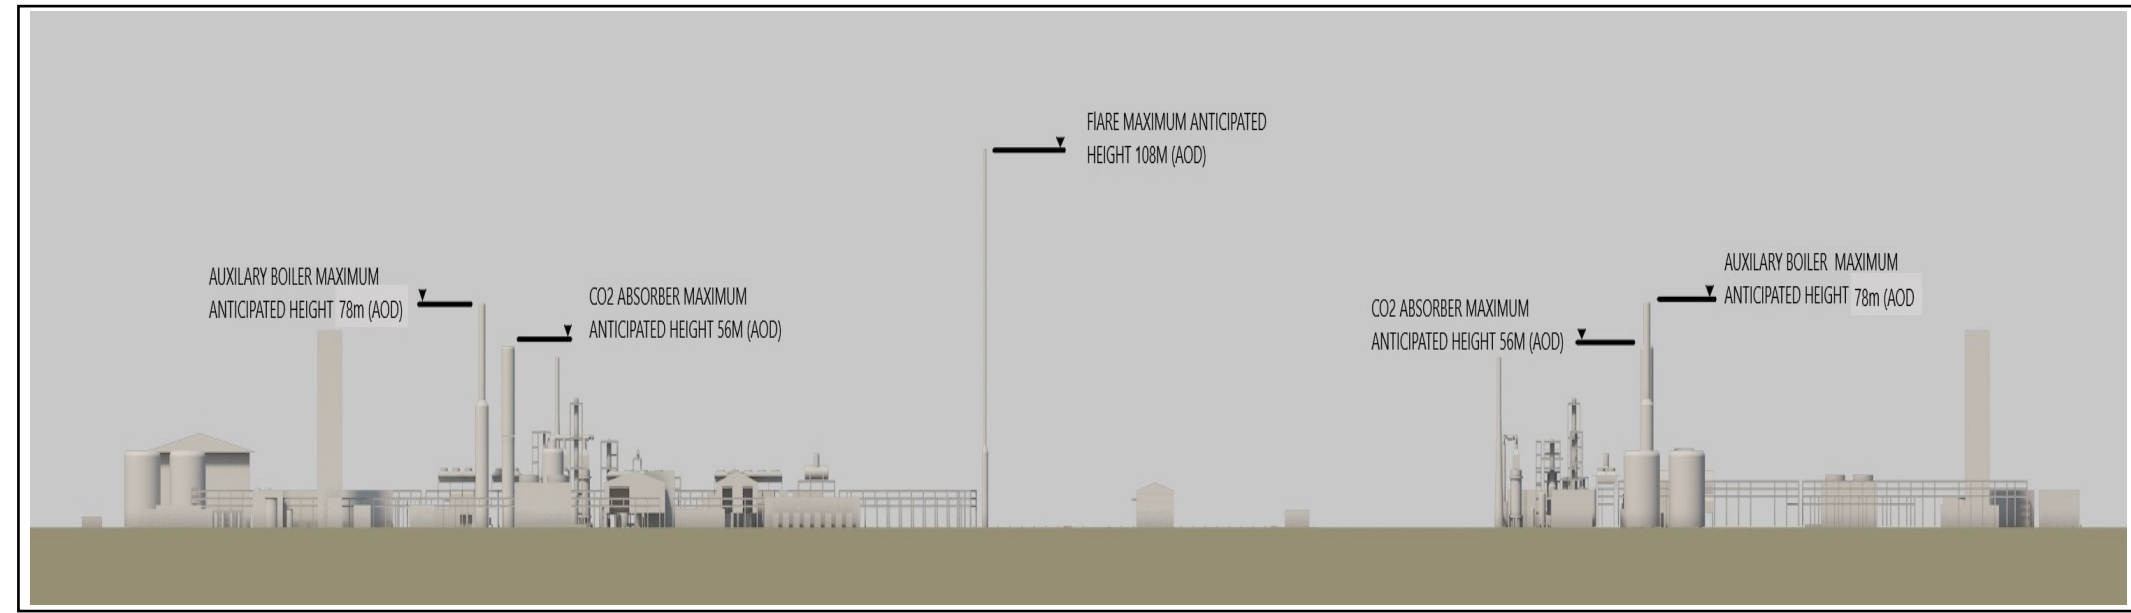 FlARE MAXIMUM ANTICIPATED
HEIGHT 108M (AOD)
AUXILARY BOILER MAXIMUM
ANTICIPATED HEIGHT 78m (AOD)
CO2 ABSORBER MAXIMUM
ANTICIPATED HEIGHT 56M (AOD)
CO2 ABSORBER MAXIMUM
ANTICIPATED HEIGHT 56M (AOD)
AUXILARY BOILER MAXIMUM
ANTICIPATED HEIGHT 78m (AOD